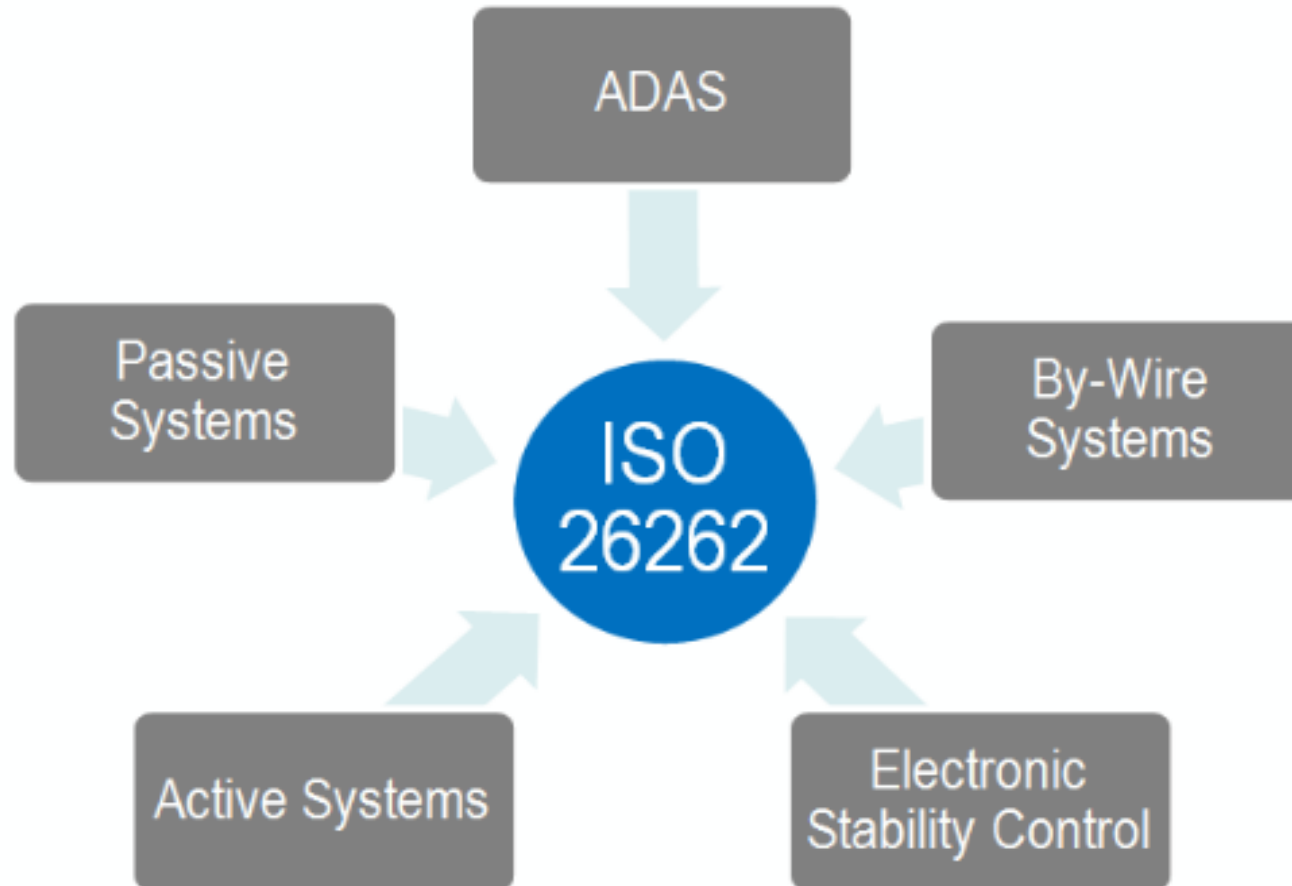 ADAS
Passive
Systems
By-Wire
Systems
ISO
26262
Active Systems
Electronic
Stability Control